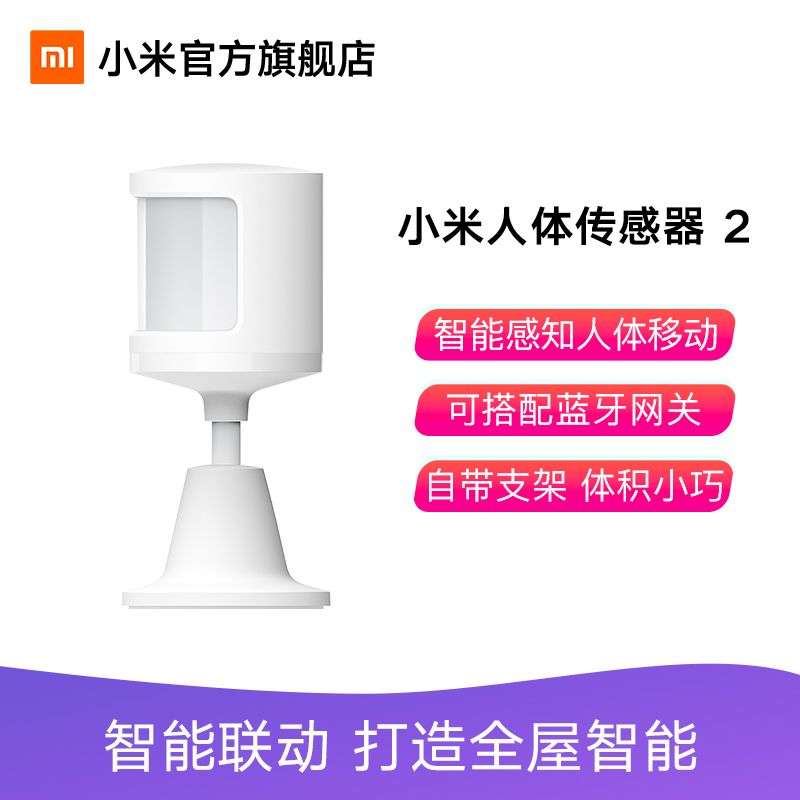 mi 小米官方旗舰店
小米人体传感器 2
智能感知人体移动
可搭配蓝牙网关
自带支架 体积小巧
智能联动 打造全屋智能